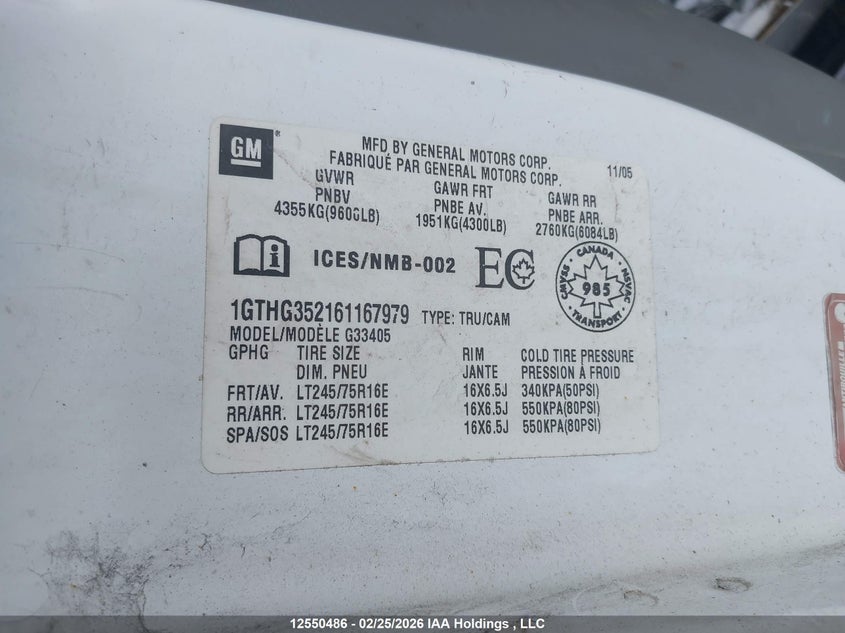 GM
MFD BY GENERAL MOTORS CORP.
FABRIQUÉ PAR GENERAL MOTORS CORP.
11/05
GVWR GAWR FRT GAWR RR
PNBV PNBE AV. PNBE ARR.
4355KG(9600LB) 1951KG(4300LB) 2760KG(6084LB)
ICES/NMB-002 EC
CANADA
CMVSS NSVAC
985
TRANSPORT
1GTHG352161167979 TYPE: TRU/CAM
MODEL/MODÈLE G33405
GPHG TIRE SIZE RIM COLD TIRE PRESSURE
DIM. PNEU JANTE PRESSION À FROID
FRT/AV. LT245/75R16E 16X6.5J 340KPA(50PSI)
RR/ARR. LT245/75R16E 16X6.5J 550KPA(80PSI)
SPA/SOS LT245/75R16E 16X6.5J 550KPA(80PSI)
12550486 - 02/25/2026 IAA Holdings , LLC